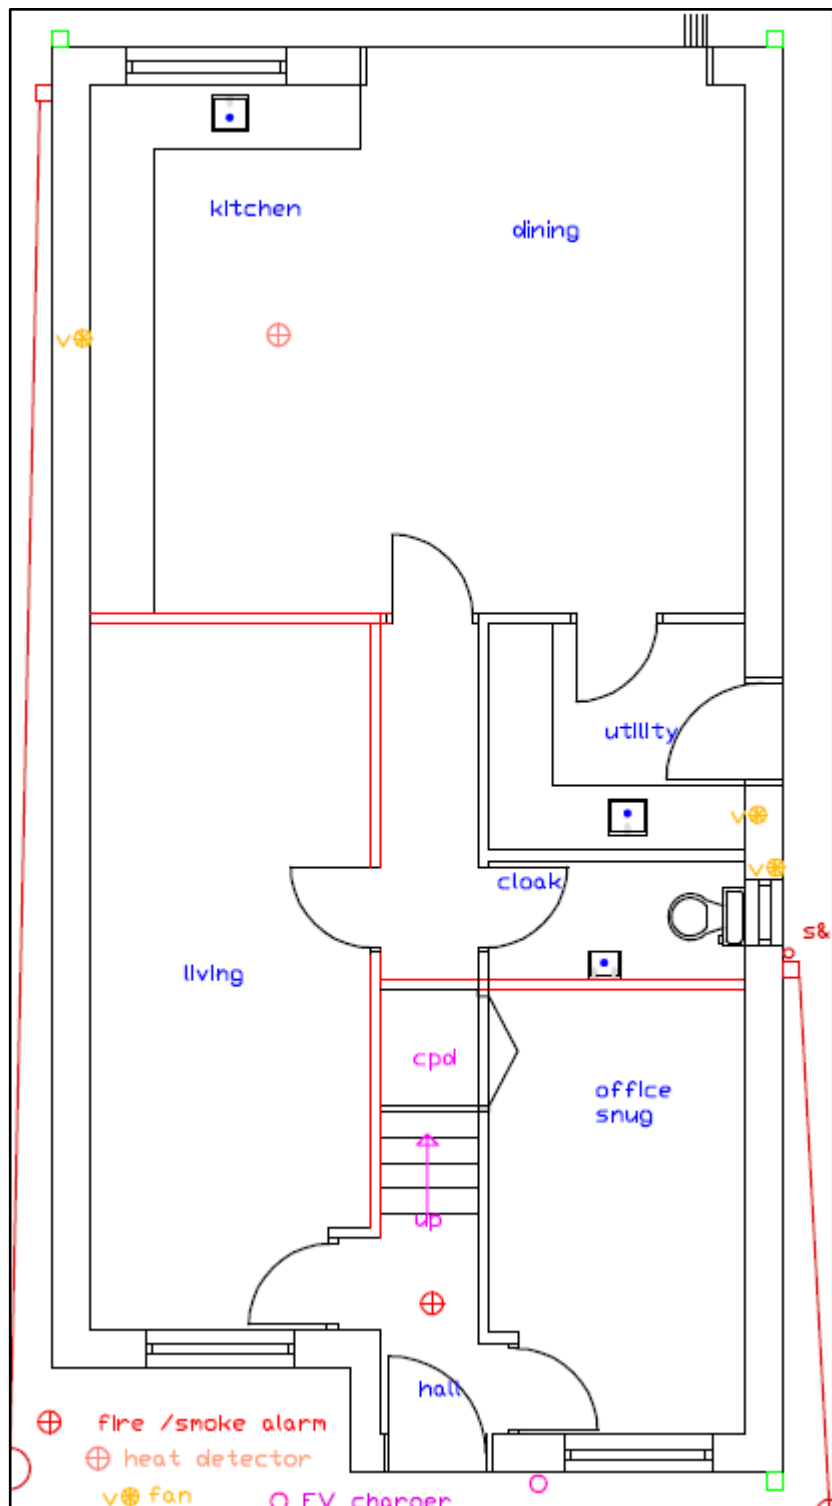 kitchen
dining
v
utility
v
v
cloak
s&
living
cpd
office
snug
up
hall
fire /smoke alarm
heat detector
v fan
EV charger